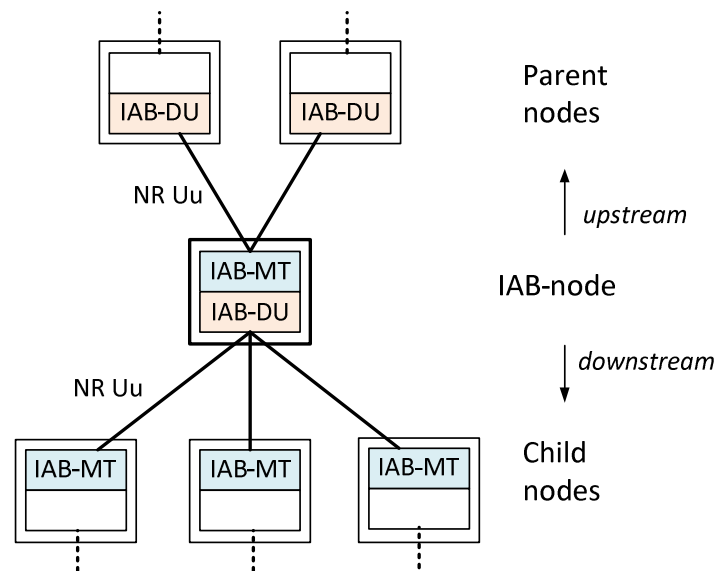 IAB-DU
IAB-DU
Parent
nodes
NR Uu
upstream
IAB-MT
IAB-DU
IAB-node
NR Uu
downstream
IAB-MT
IAB-MT
IAB-MT
Child
nodes